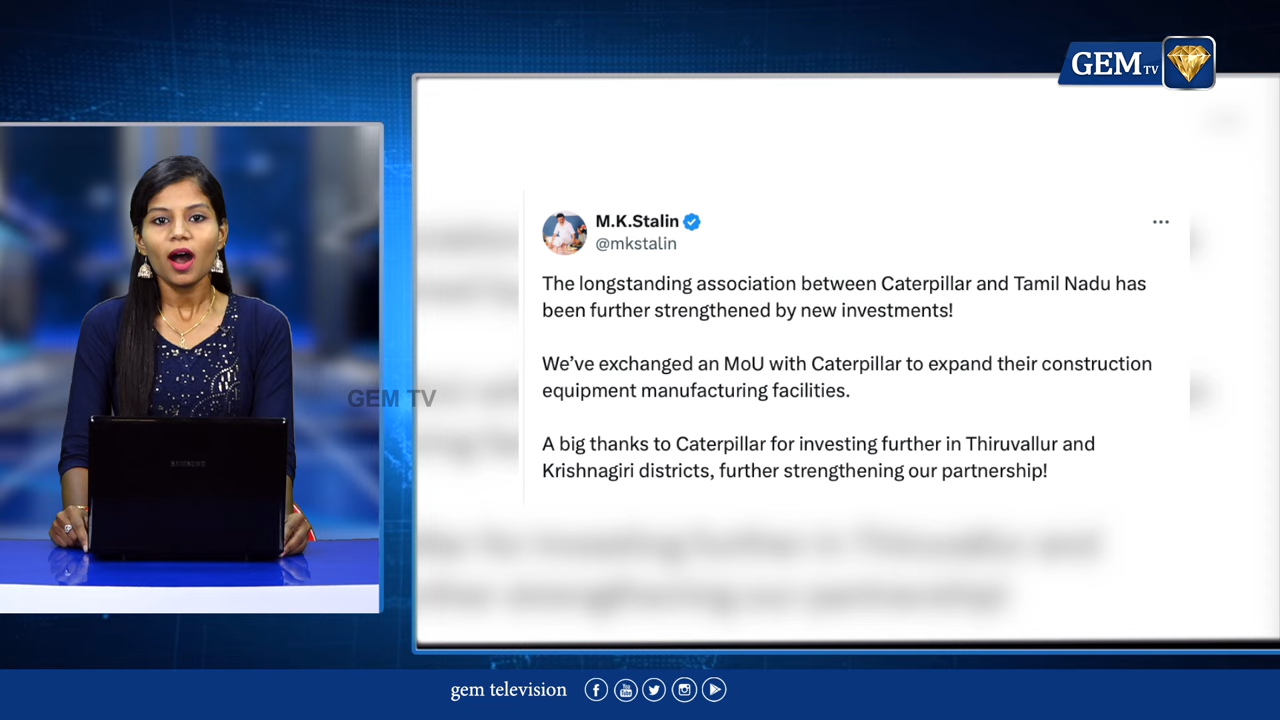 GEM TV
M.K.Stalin
@mkstalin
The longstanding association between Caterpillar and Tamil Nadu has
been further strengthened by new investments!
We’ve exchanged an MoU with Caterpillar to expand their construction
equipment manufacturing facilities.
A big thanks to Caterpillar for investing further in Thiruvallur and
Krishnagiri districts, further strengthening our partnership!
GEM TV
SAMSUNG
gem television